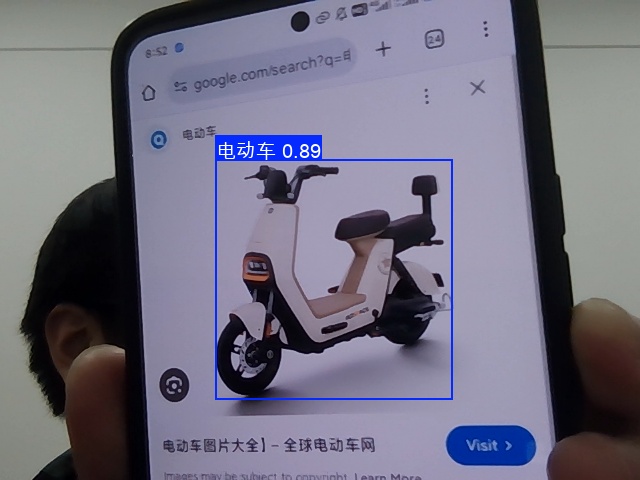 8:52
24
google.com/search?q=电
电动车
电动车 0.89
电动车图片大全】- 全球电动车网
Visit >
Images may be subject to copyright. Learn More